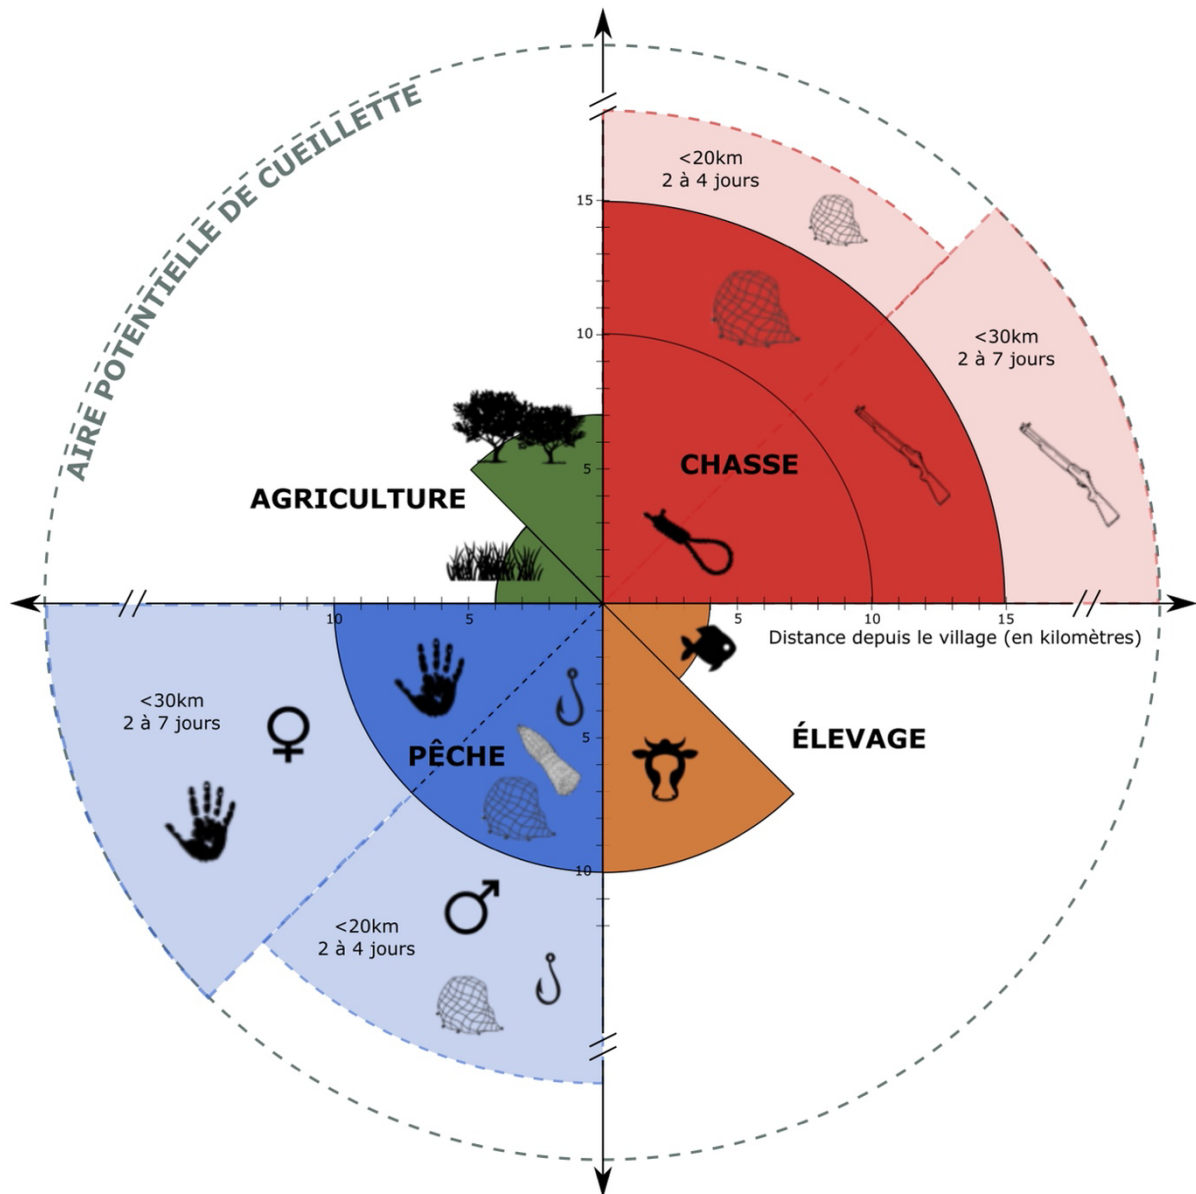 AIRE POTENTIELLE DE CUEILLETTE
<20km
2 à 4 jours
15
10
5
<30km
2 à 7 jours
CHASSE
AGRICULTURE
10
5
5
10
15
Distance depuis le village (en kilomètres)
<30km
2 à 7 jours
PÊCHE
5
10
ÉLEVAGE
<20km
2 à 4 jours